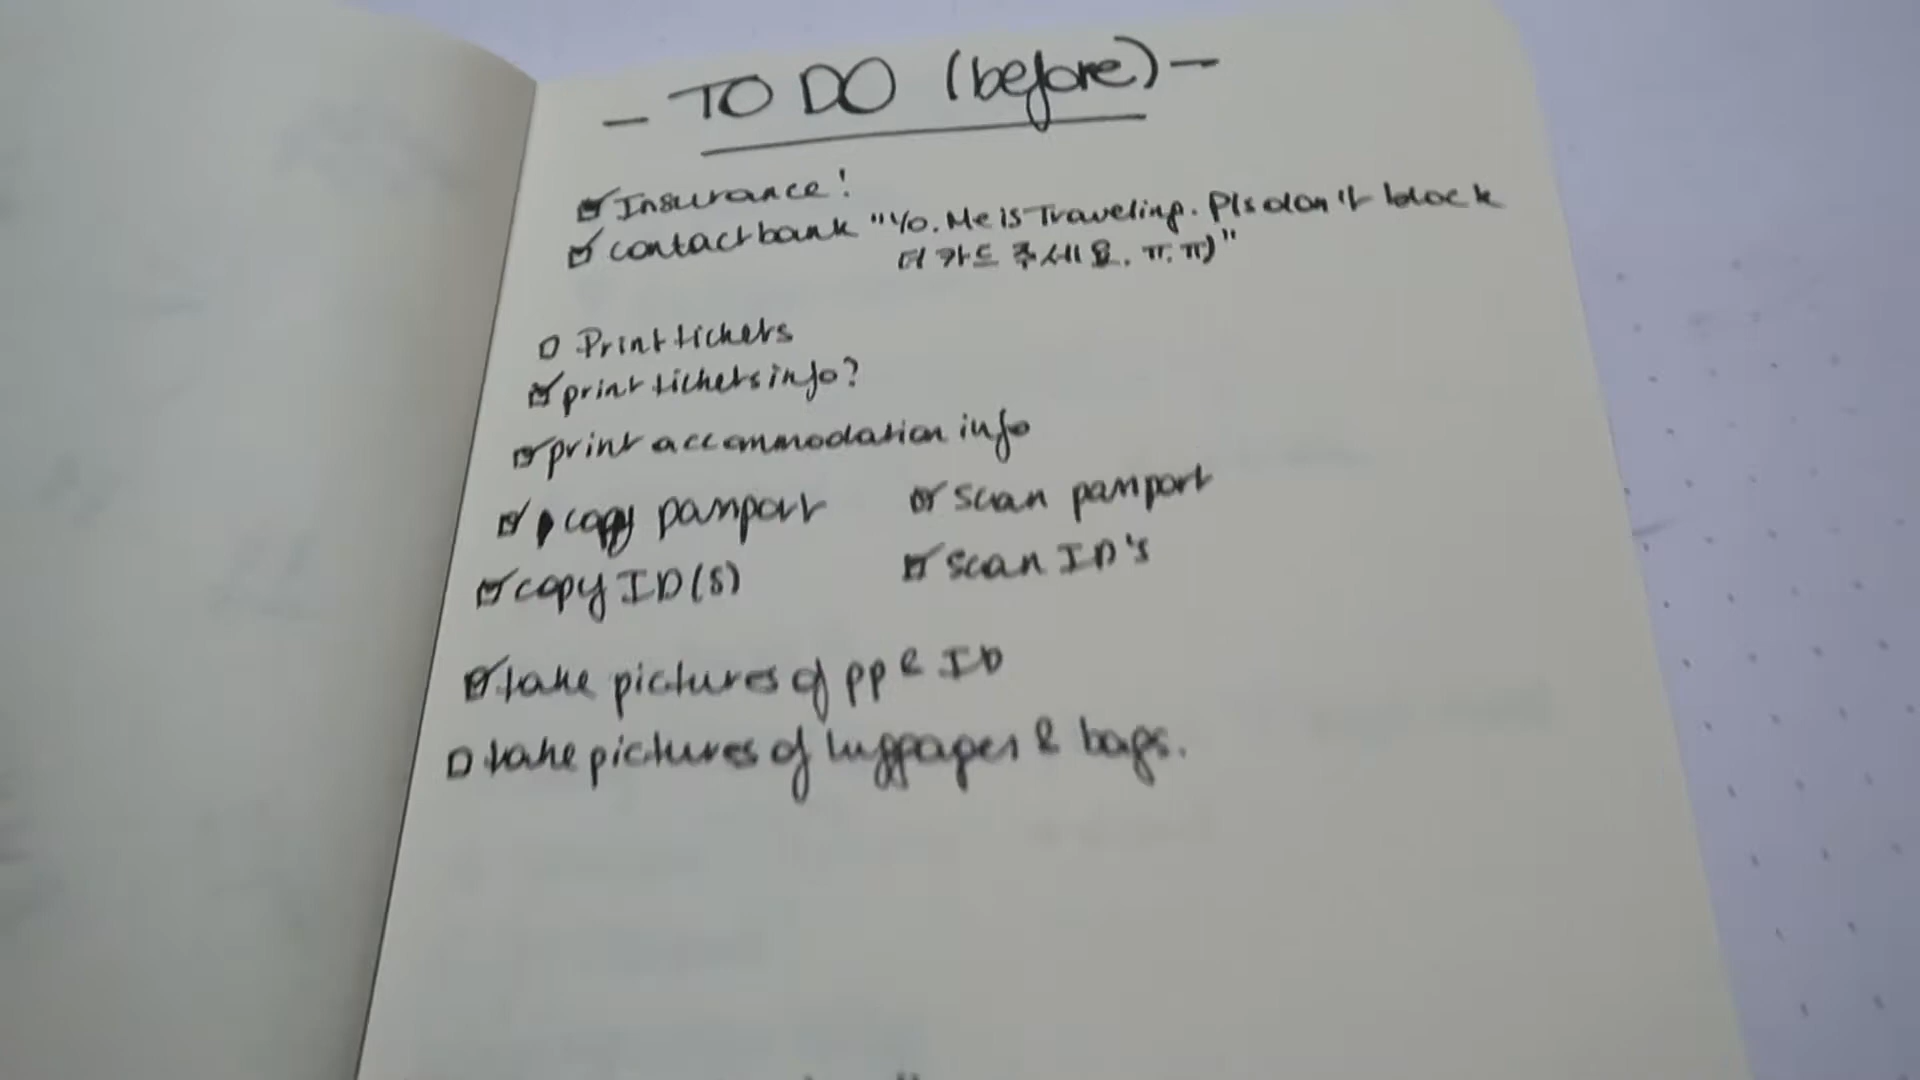 - TO DO (before) -
Insurance!
contact bank "Yo. Me is Traveling. Pls don't block
더 카드 주세요. ㅠ.ㅠ)"
Print tickets
print tickets info?
print accommodation info
copy passport
scan passport
copy ID(s)
scan ID's
take pictures of pp & ID
take pictures of luggages & bags.